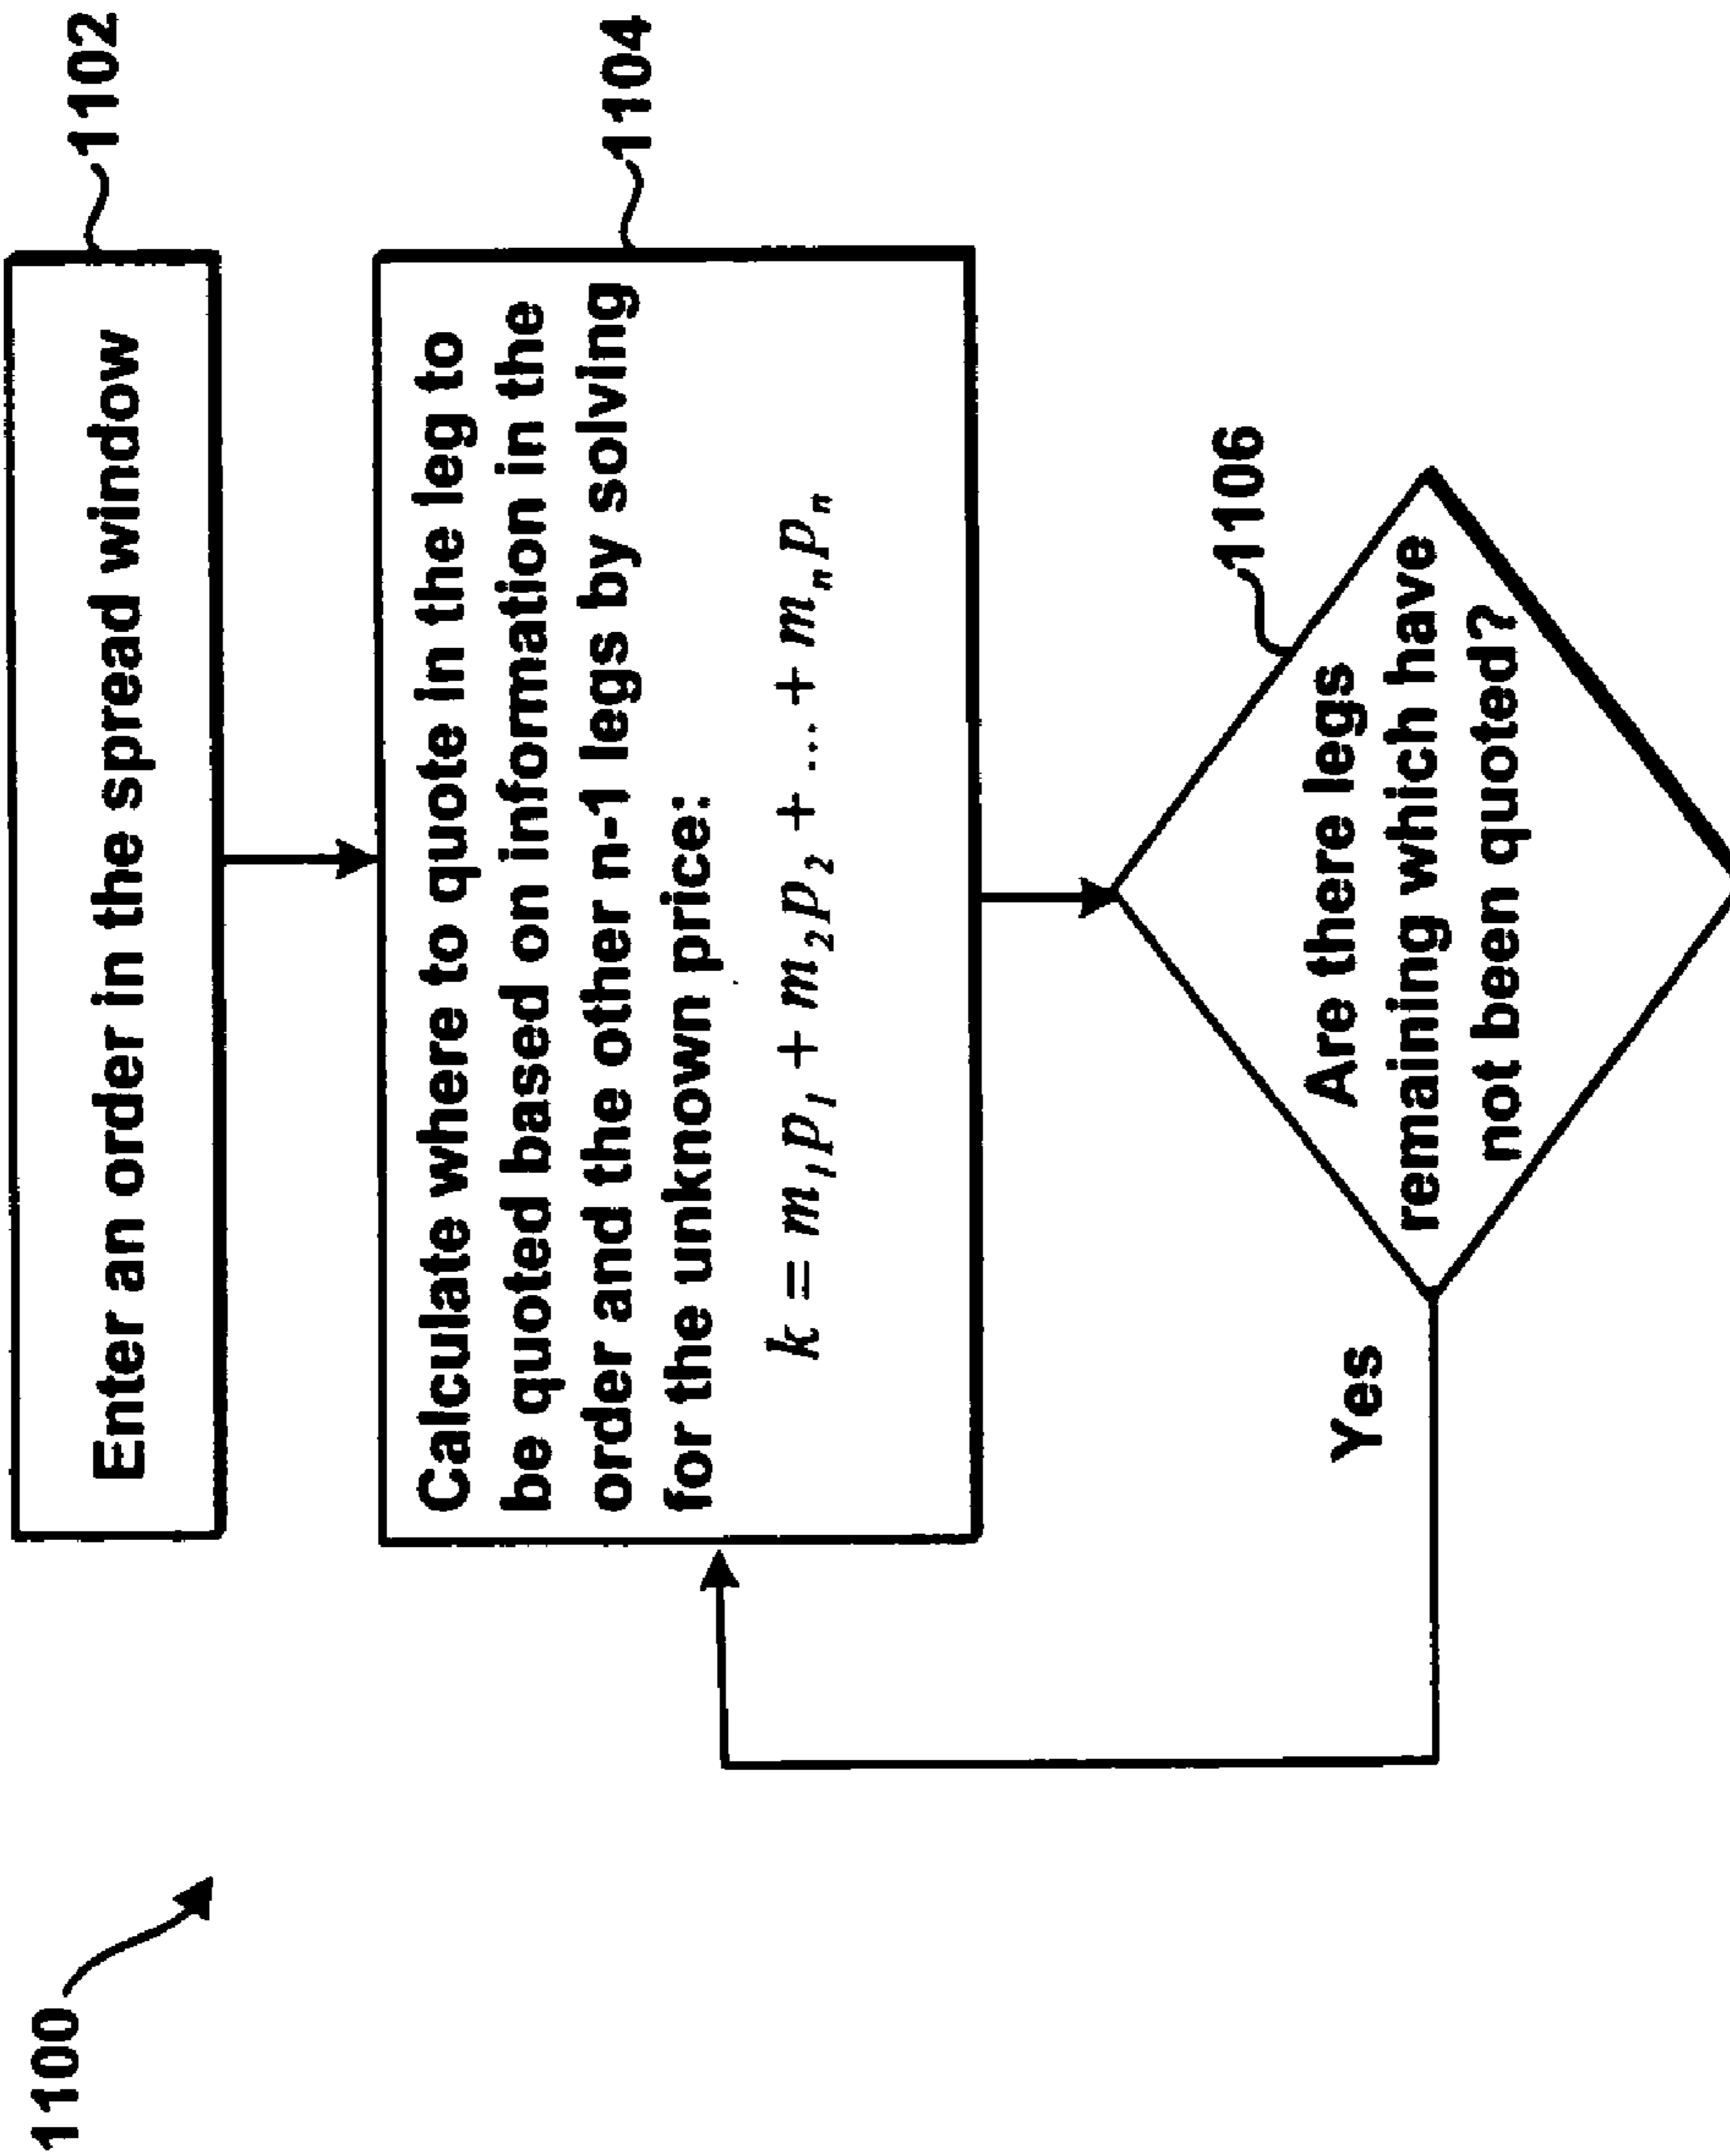 1100
Enter an order in the spread window
1102
Calculate where to quote in the leg to
be quoted based on information in the
order and the other n-1 legs by solving
for the unknown price:
k = m₁p₁ + m₂p₂ + ... + mₙpₙ
1104
1106
Are there legs
remaining which have
not been quoted?
Yes